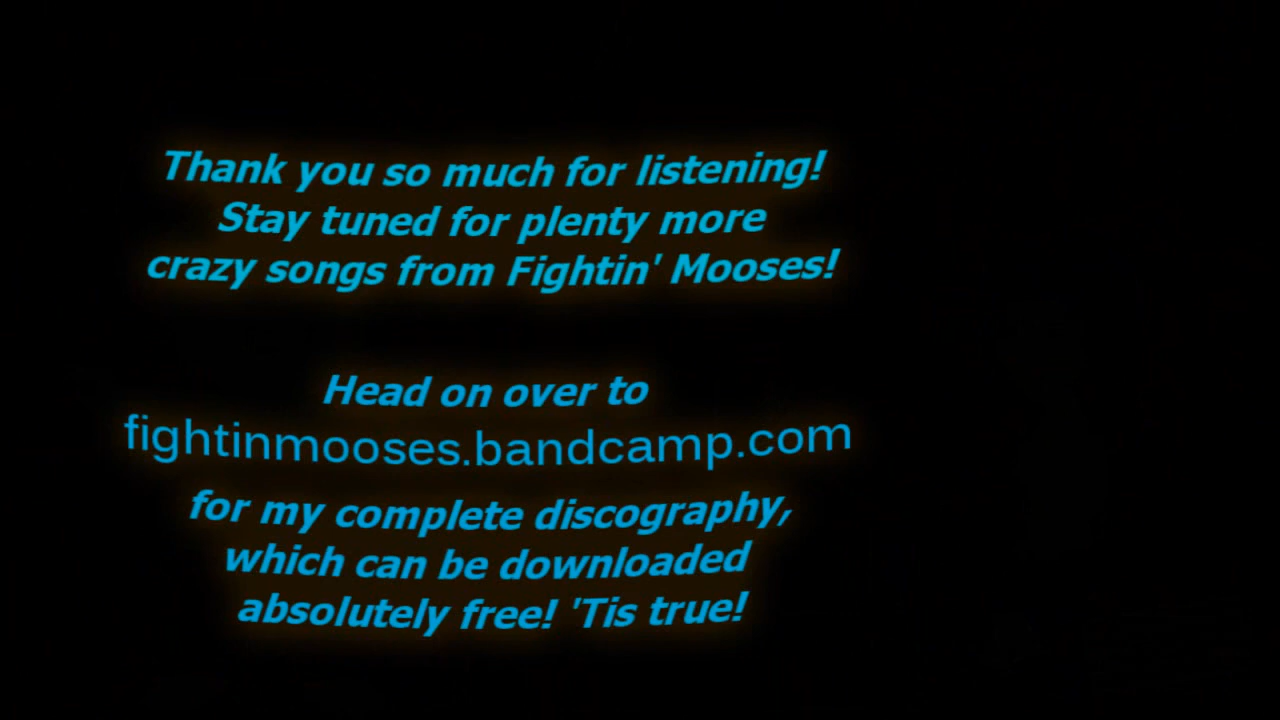 Thank you so much for listening!
Stay tuned for plenty more
crazy songs from Fightin' Mooses!
Head on over to
fightinmooses.bandcamp.com
for my complete discography,
which can be downloaded
absolutely free! 'Tis true!